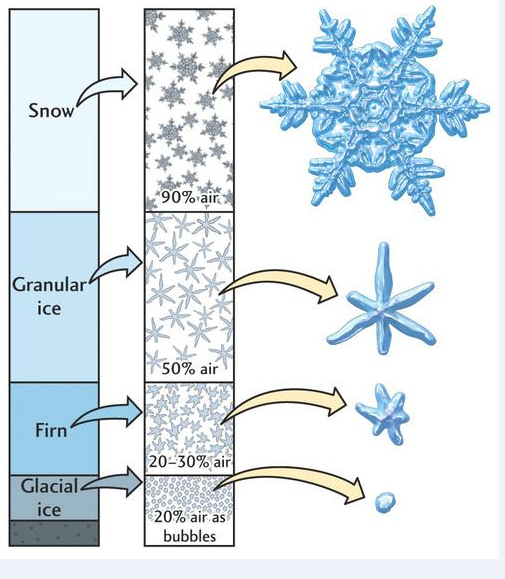 Snow
90% air
Granular
ice
50% air
Firn
20–30% air
Glacial
ice
20% air as
bubbles